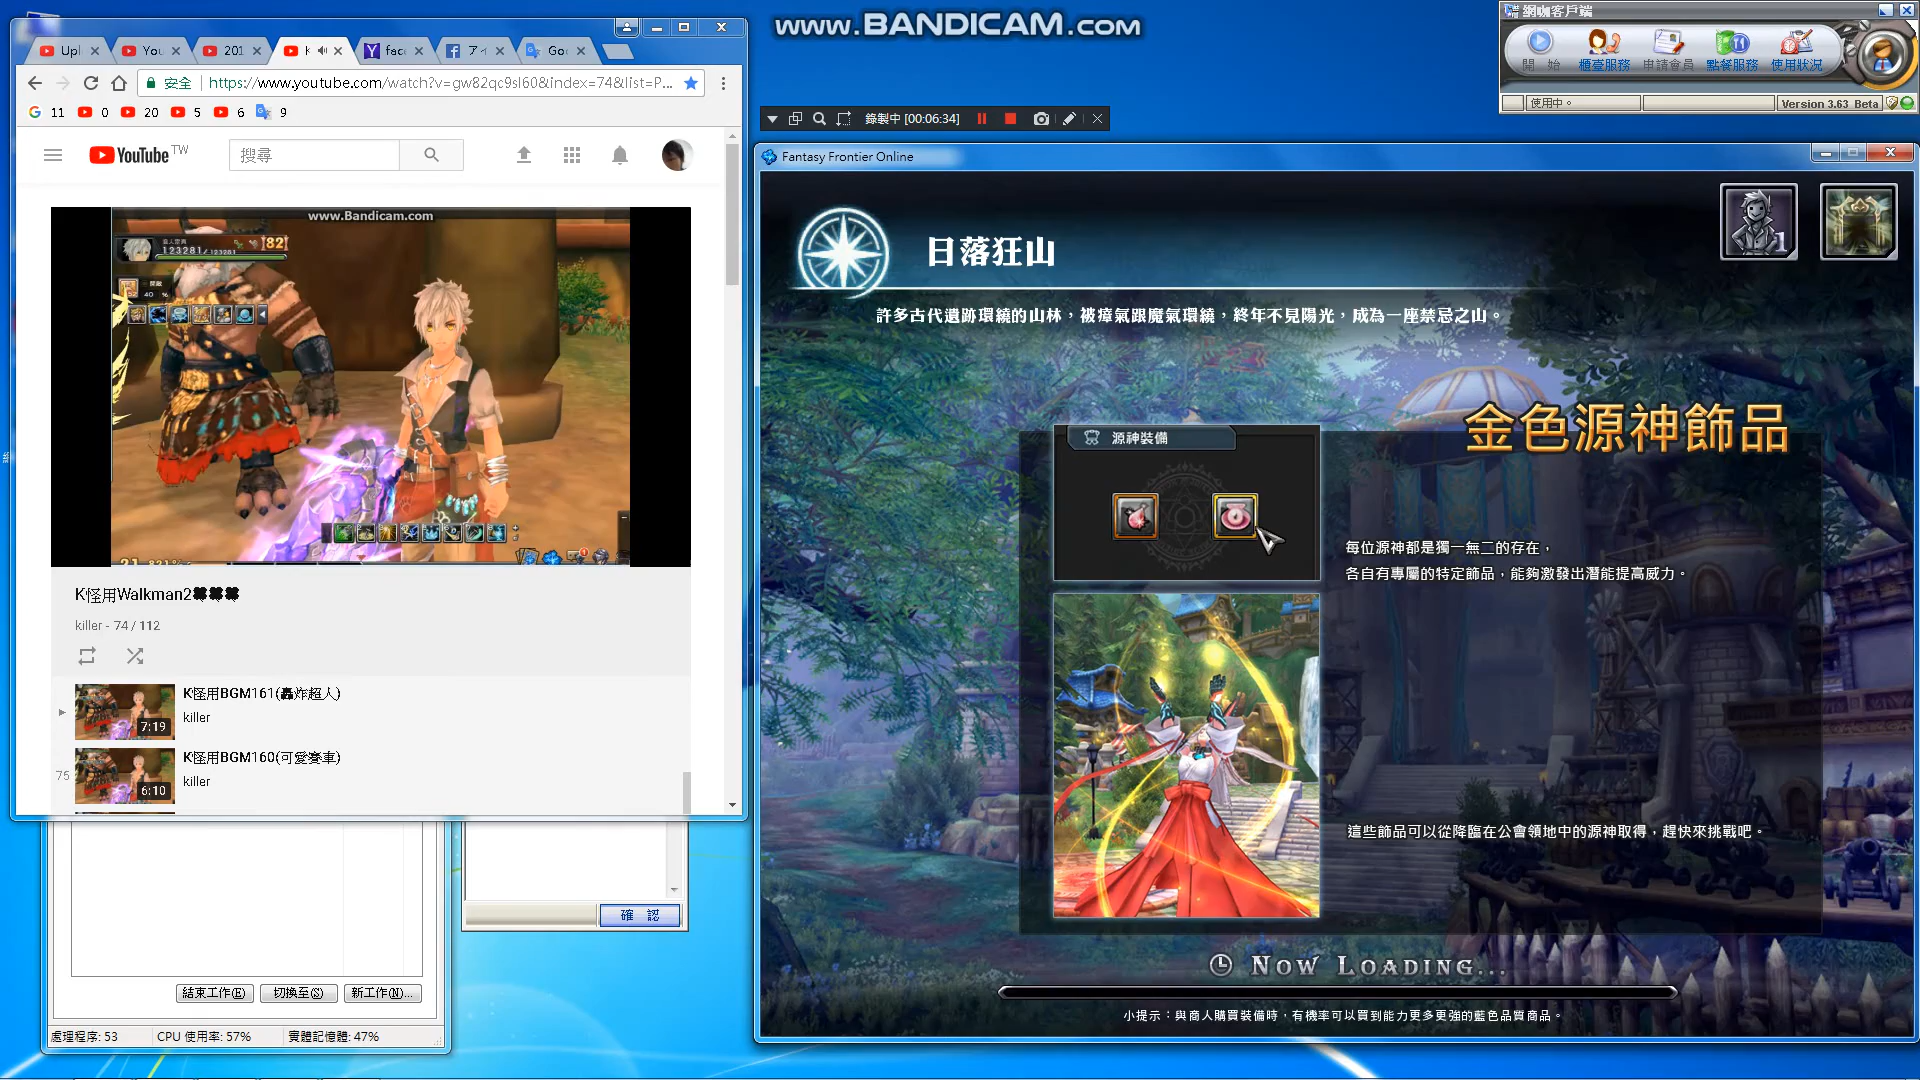 www.BANDICAM.com
網咖客戶端
開 始
櫃臺服務
申請會員
點餐服務
使用狀況
使用中。
Version 3.63 Beta
Upl
You
201
K
fac
アイ
Go
安全
https://www.youtube.com/watch?v=gw82qc9sl60&index=74&list=P...
11
0
20
5
6
9
錄製中 [00:06:34]
YouTube TW
搜尋
Fantasy Frontier Online
www.Bandicam.com
123281/123281
82
40 %
日落狂山
1
許多古代遺跡環繞的山林，被瘴氣跟魔氣環繞，終年不見陽光，成為一座禁忌之山。
金色源神飾品
源神裝備
每位源神都是獨一無二的存在，
各自有專屬的特定飾品，能夠激發出潛能提高威力。
這些飾品可以從降臨在公會領地中的源神取得，趕快來挑戰吧。
Now Loading...
小提示：與商人購買裝備時，有機率可以買到能力更多更強的藍色品質商品。
K怪用Walkman2
killer - 74 / 112
K怪用BGM161(轟炸超人)
killer
7:19
75
K怪用BGM160(可愛賽車)
killer
6:10
確 認
結束工作(E)
切換至(S)
新工作(N)...
處理程序: 53
CPU 使用率: 57%
實體記憶體: 47%